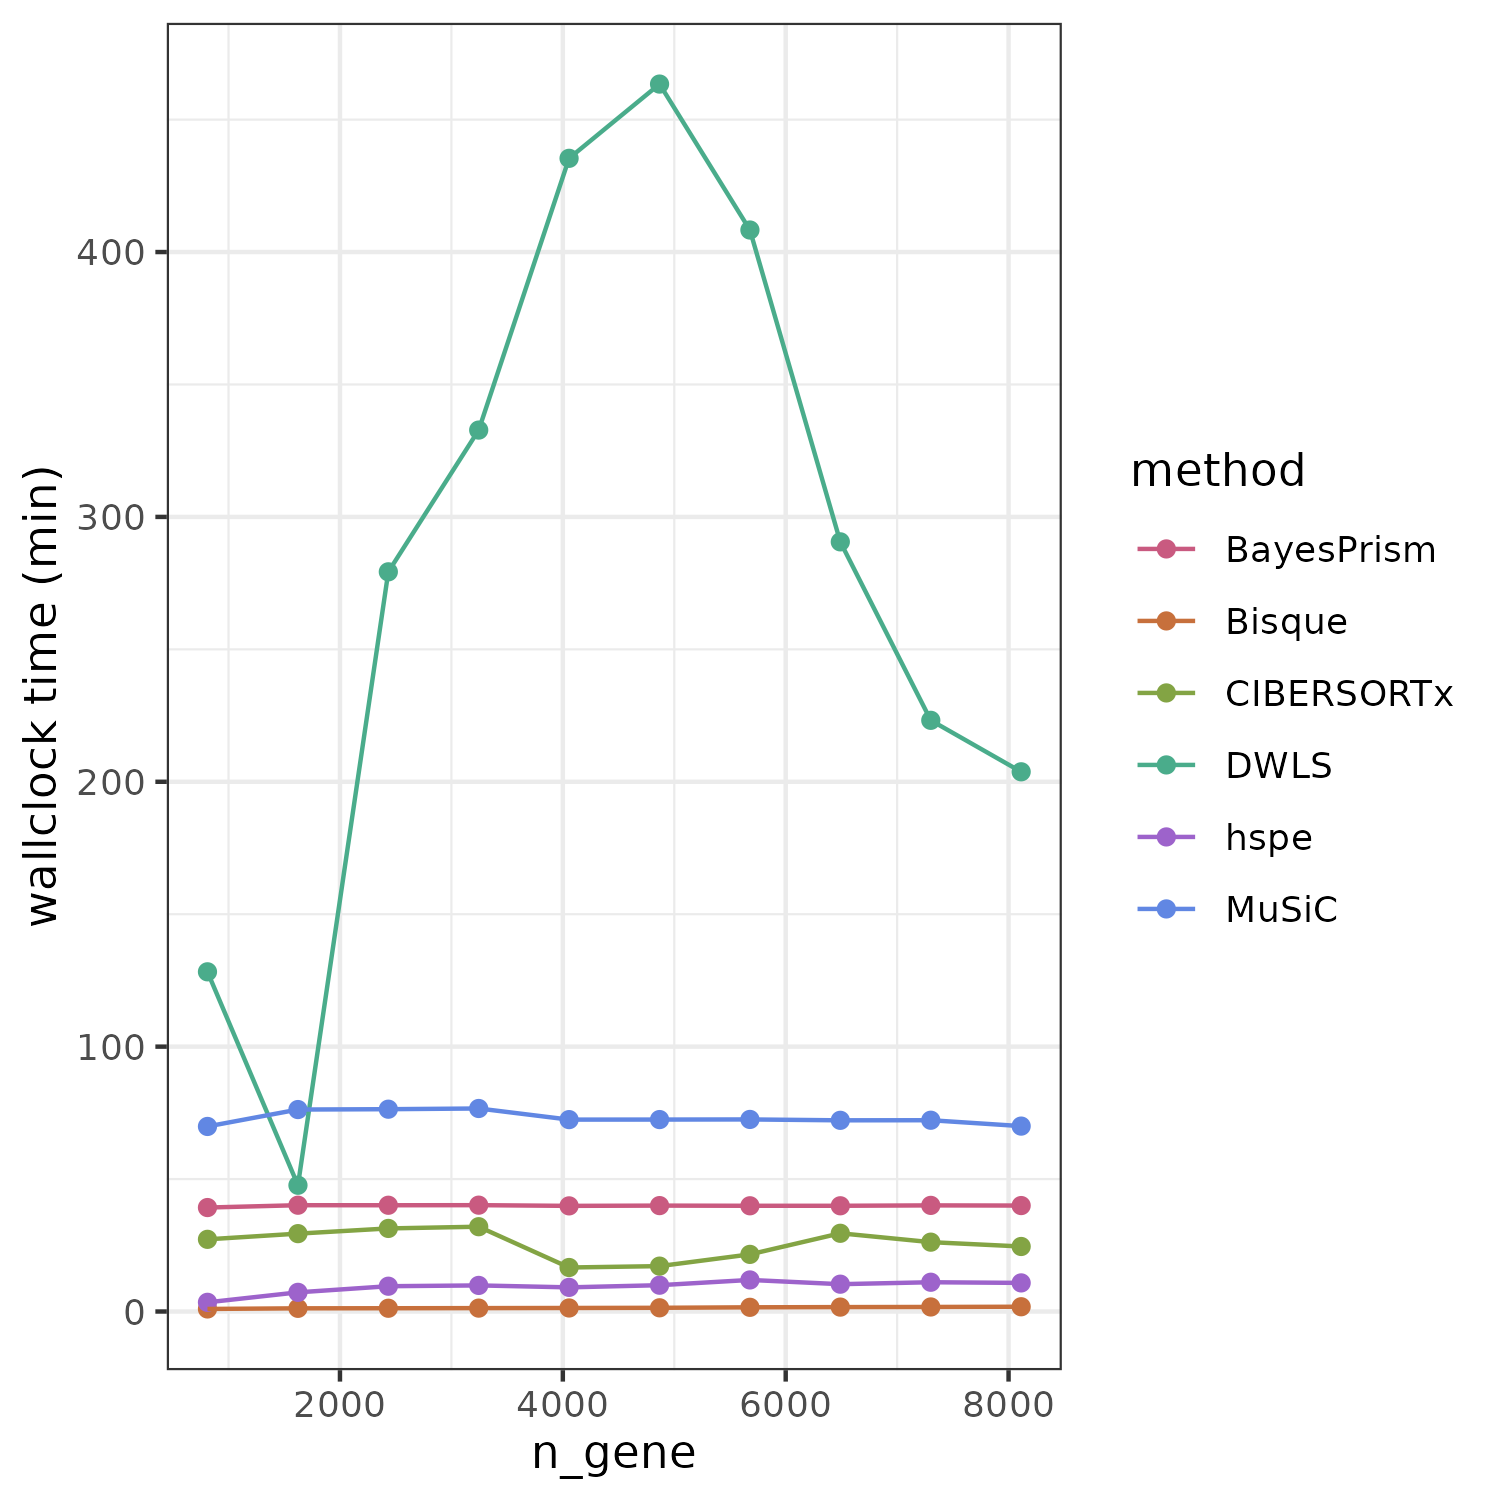 wallclock time (min)
400
300
200
100
0
2000 4000 6000 8000
n_gene
method
BayesPrism
Bisque
CIBERSORTx
DWLS
hspe
MuSiC